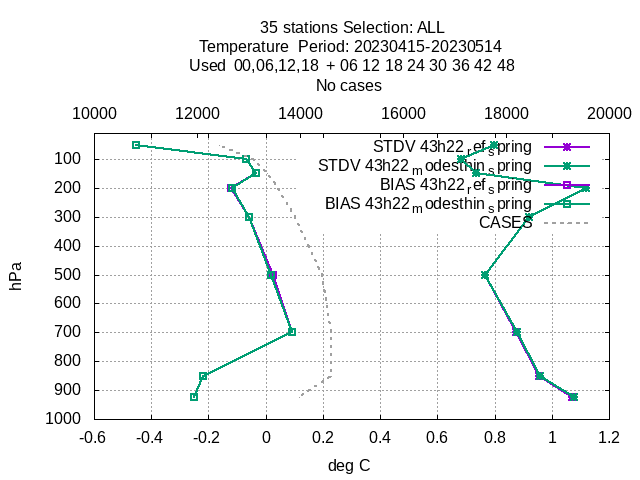 35 stations Selection: ALL
Temperature  Period: 20230415-20230514
Used  00,06,12,18  + 06 12 18 24 30 36 42 48
No cases
10000 12000 14000 16000 18000 20000
STDV 43h22_ref_spring
STDV 43h22_modesthin_spring
BIAS 43h22_ref_spring
BIAS 43h22_modesthin_spring
CASES
100
200
300
400
500
600
700
800
900
1000
hPa
-0.6 -0.4 -0.2 0 0.2 0.4 0.6 0.8 1 1.2
deg C